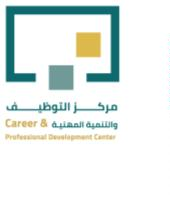 مركز التوظيف
والتنمية المهنية Career &
Professional Development Center